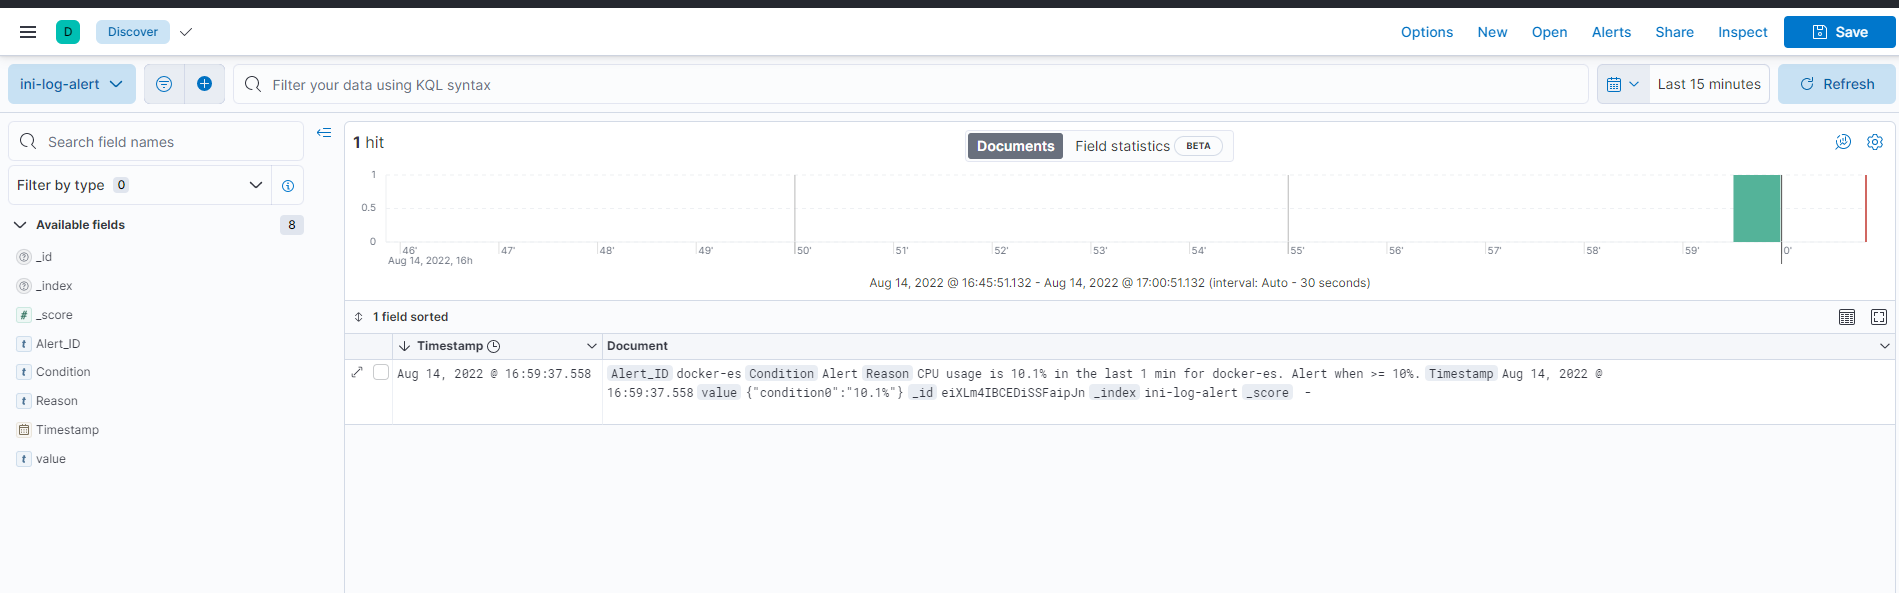 D Discover Options New Open Alerts Share Inspect Save
ini-log-alert Filter your data using KQL syntax Last 15 minutes Refresh
Search field names
Filter by type 0
Available fields 8
? _id
? _index
# _score
t Alert_ID
t Condition
t Reason
Timestamp
t value
1 hit Documents Field statistics BETA
1
0.5
0
46' 47' 48' 49' 50' 51' 52' 53' 54' 55' 56' 57' 58' 59' 0'
Aug 14, 2022, 16h
Aug 14, 2022 @ 16:45:51.132 - Aug 14, 2022 @ 17:00:51.132 (interval: Auto - 30 seconds)
1 field sorted
Timestamp Document
Aug 14, 2022 @ 16:59:37.558 Alert_ID docker-es Condition Alert Reason CPU usage is 10.1% in the last 1 min for docker-es. Alert when >= 10%. Timestamp Aug 14, 2022 @
16:59:37.558 value {"condition0":"10.1%"} _id eiXLm4IBCEDiSSFaipJn _index ini-log-alert _score -